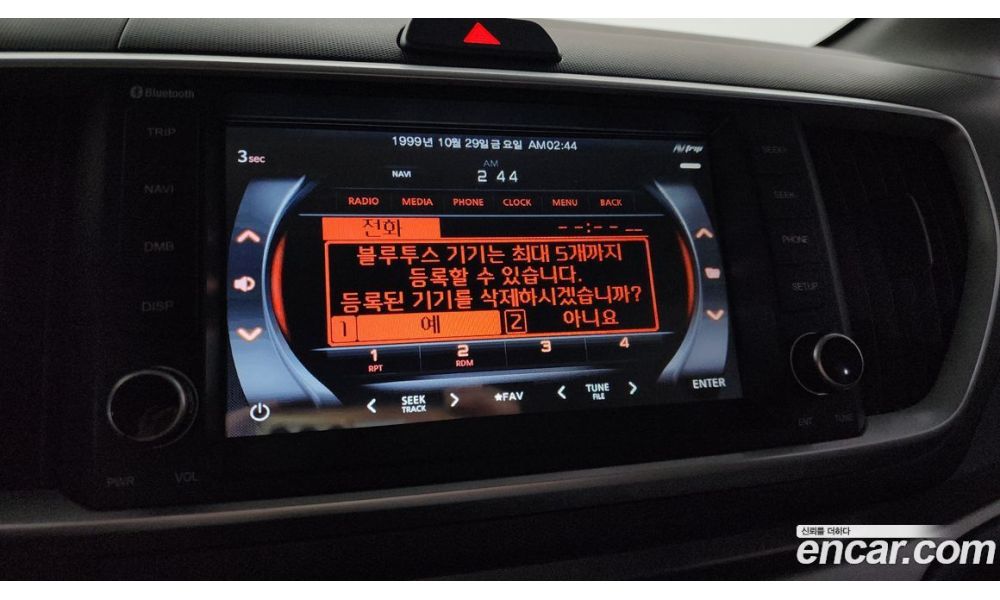 Bluetooth
TRIP
NAVI
DMB
DISP
PWR
VOL
1999년 10월 29일 금요일 AM02:44
3sec
NAVI
AM
2 44
RADIO MEDIA PHONE CLOCK MENU BACK
전화
--:-- --
블루투스 기기는 최대 5개까지
등록할 수 있습니다.
등록된 기기를 삭제하시겠습니까?
1 예 2 아니요
1 2 3 4
RPT RDM
SEEK TUNE
TRACK FILE
★FAV
ENTER
SEEK
SEEK
PHONE
SETUP
ENT
TUNE
신뢰를 더하다
encar.com